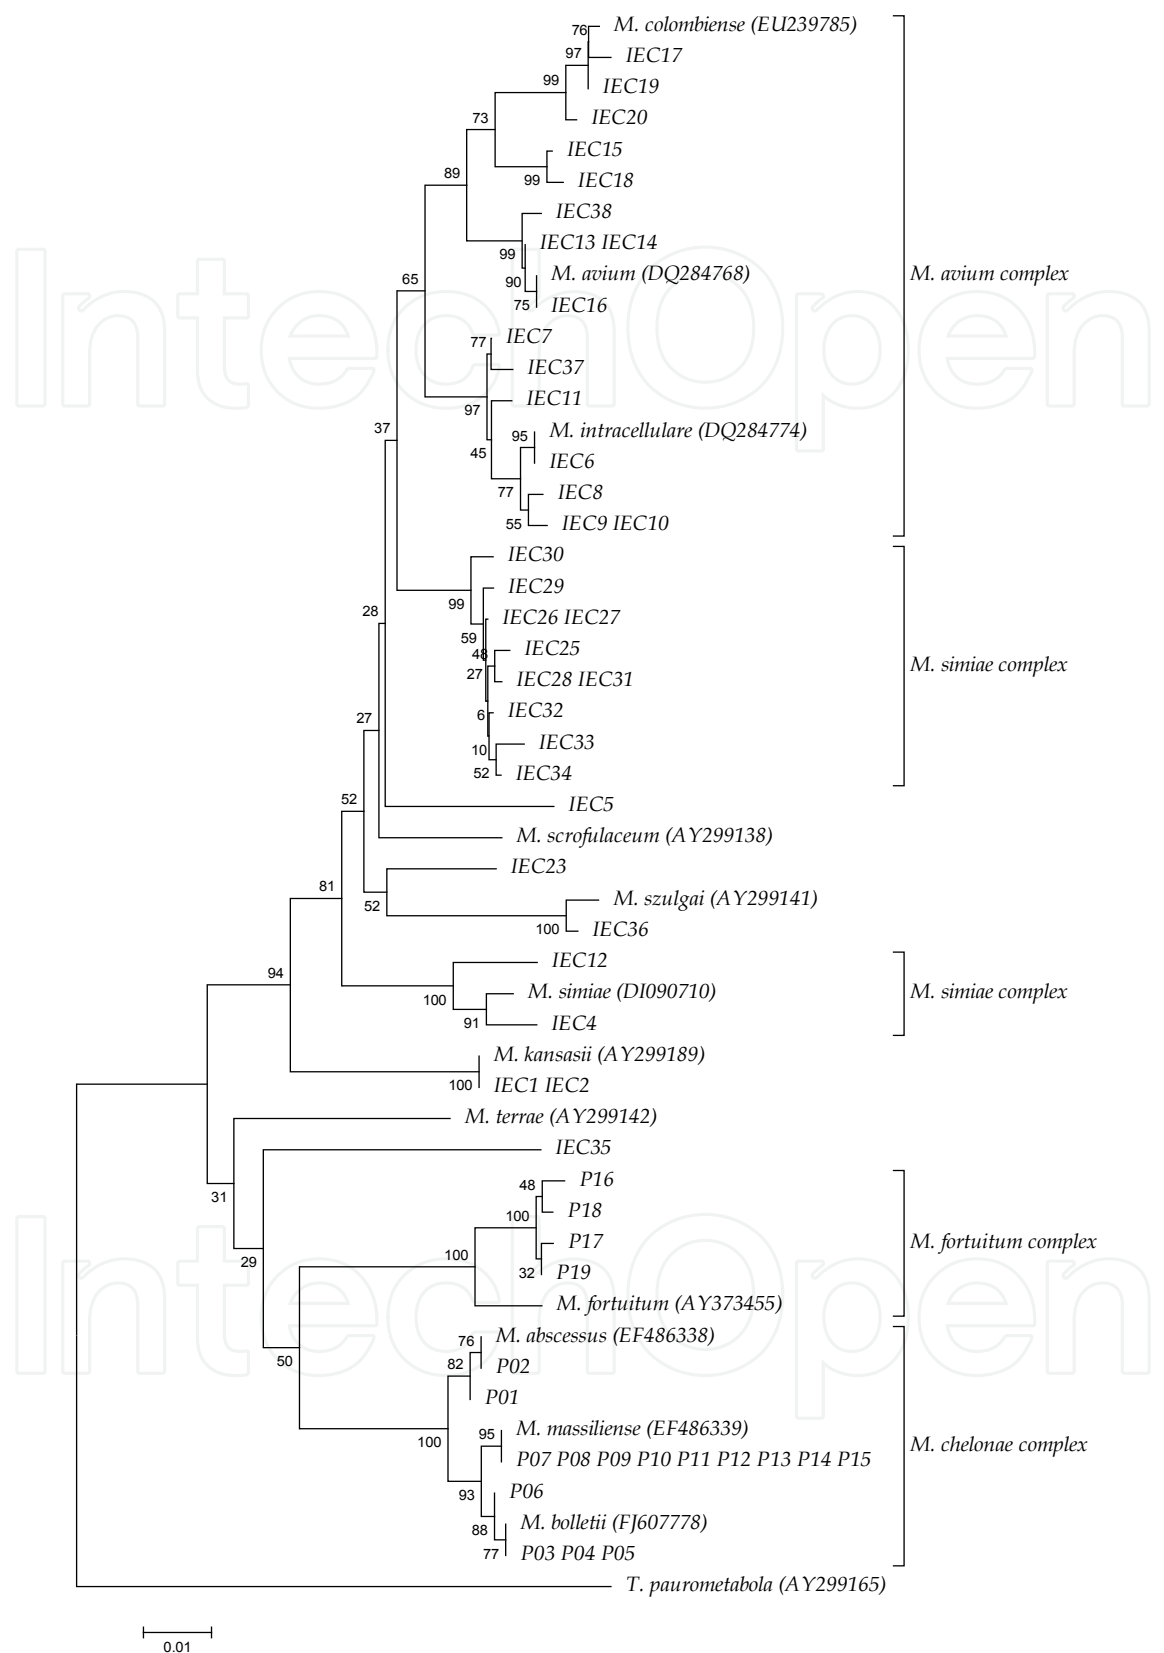 M. colombiense (EU239785)
76
IEC17
97
IEC19
99
IEC20
73
IEC15
IEC18
99
89
IEC38
IEC13 IEC14
99
M. avium (DQ284768)
M. avium complex
90
65
IEC16
75
IEC7
77
IEC37
IEC11
97
M. intracellulare (DQ284774)
95
37
45
IEC6
IEC8
77
IEC9 IEC10
55
IEC30
IEC29
99
28
IEC26 IEC27
59
IEC25
48
M. simiae complex
27
IEC28 IEC31
IEC32
6
27
IEC33
10
IEC34
52
52
IEC5
M. scrofulaceum (AY299138)
IEC23
81
M. szulgai (AY299141)
52
IEC36
100
IEC12
94
M. simiae (DI090710)
M. simiae complex
100
IEC4
91
M. kansasii (AY299189)
IEC1 IEC2
100
M. terrae (AY299142)
IEC35
P16
48
31
P18
100
P17
M. fortuitum complex
100
29
P19
32
M. fortuitum (AY373455)
M. abscessus (EF486338)
76
50
82
P02
P01
M. massiliense (EF486339)
95
100
M. chelonae complex
P07 P08 P09 P10 P11 P12 P13 P14 P15
P06
93
M. bolletii (FJ607778)
88
P03 P04 P05
77
T. paurometabola (AY299165)
0.01
IntechOpen
IntechOpen